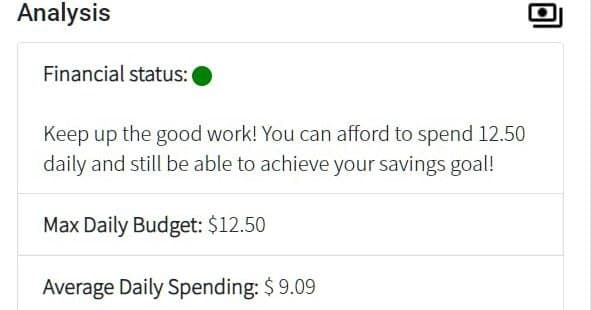 Analysis
Financial status:
Keep up the good work! You can afford to spend 12.50
daily and still be able to achieve your savings goal!
Max Daily Budget: $12.50
Average Daily Spending: $ 9.09